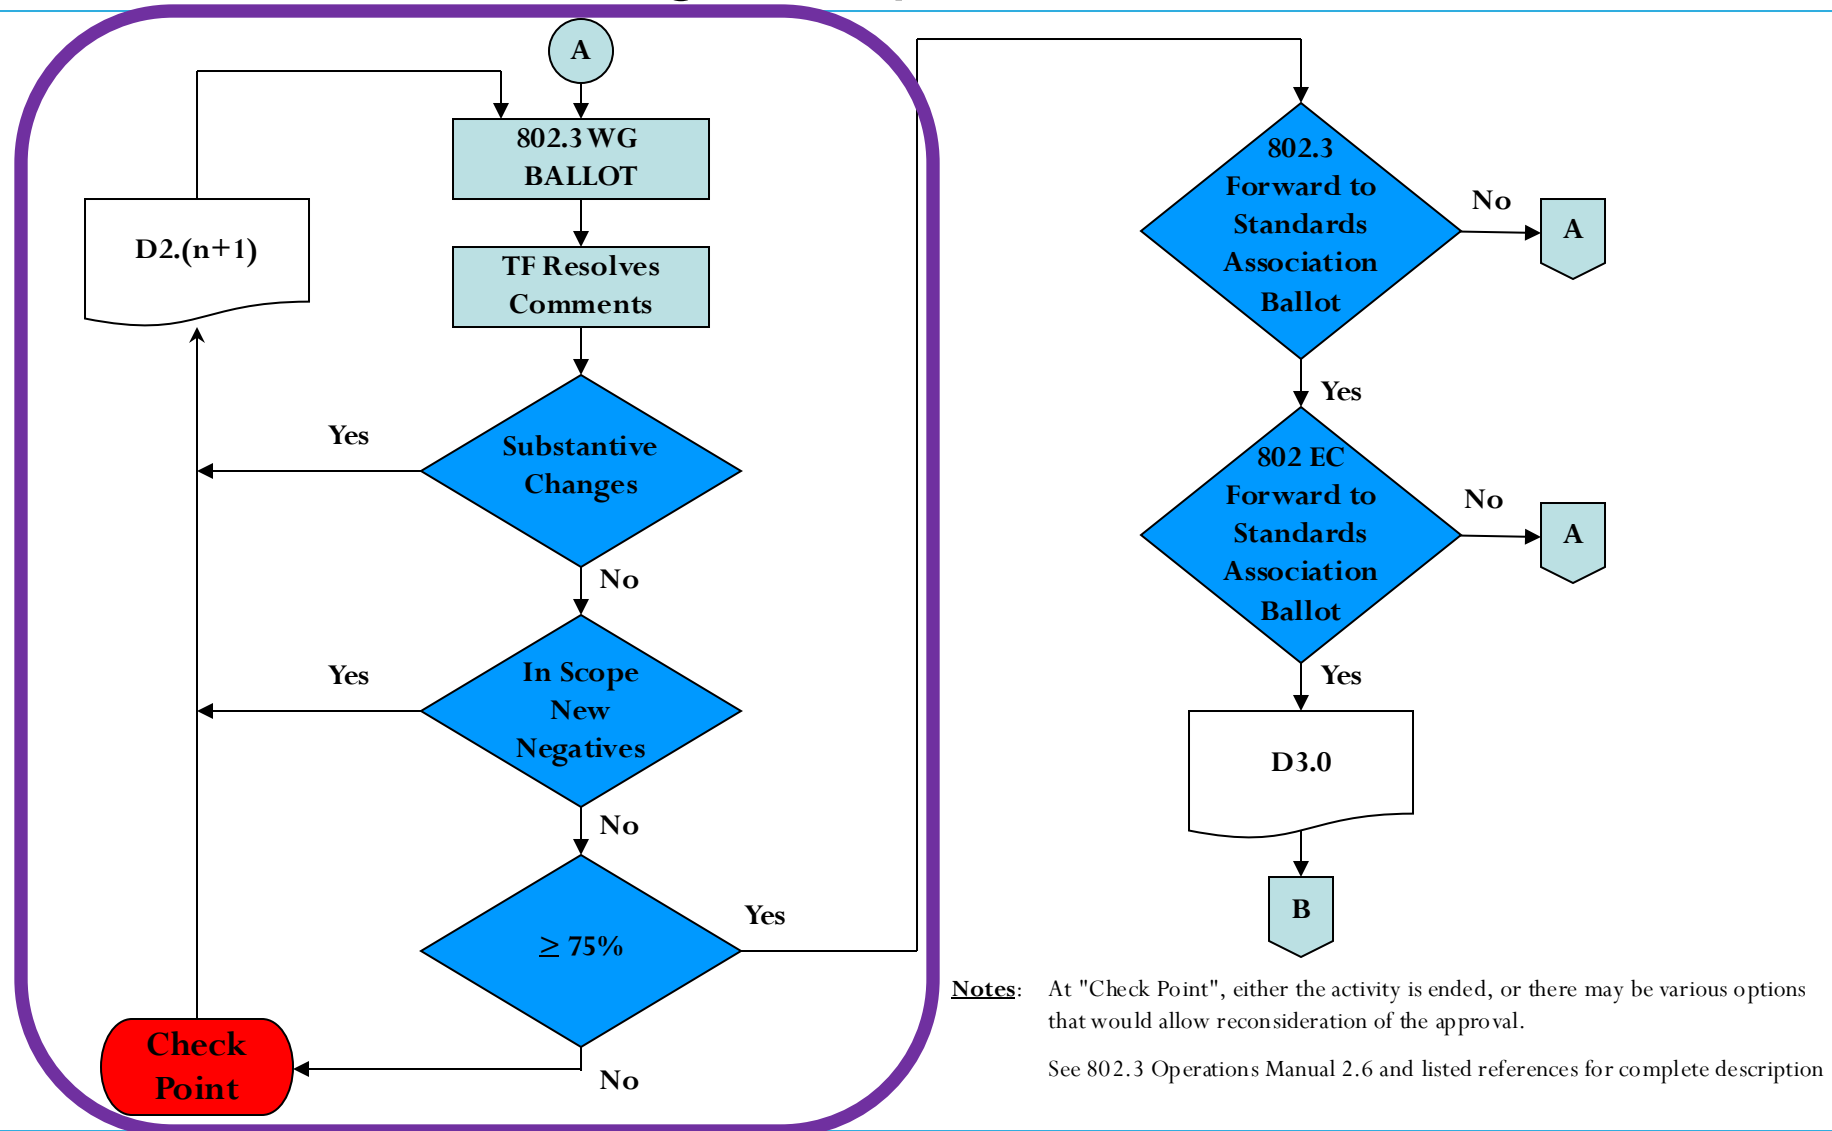 A
802.3 WG
BALLOT
D2.(n+1)
TF Resolves
Comments
Yes
Substantive
Changes
No
Yes
In Scope
New
Negatives
No
≥ 75%
Yes
Check
Point
No
802.3
Forward to
Standards
Association
Ballot
No
A
Yes
802 EC
Forward to
Standards
Association
Ballot
No
A
Yes
D3.0
B
Notes: At "Check Point", either the activity is ended, or there may be various options
that would allow reconsideration of the approval.
See 802.3 Operations Manual 2.6 and listed references for complete description